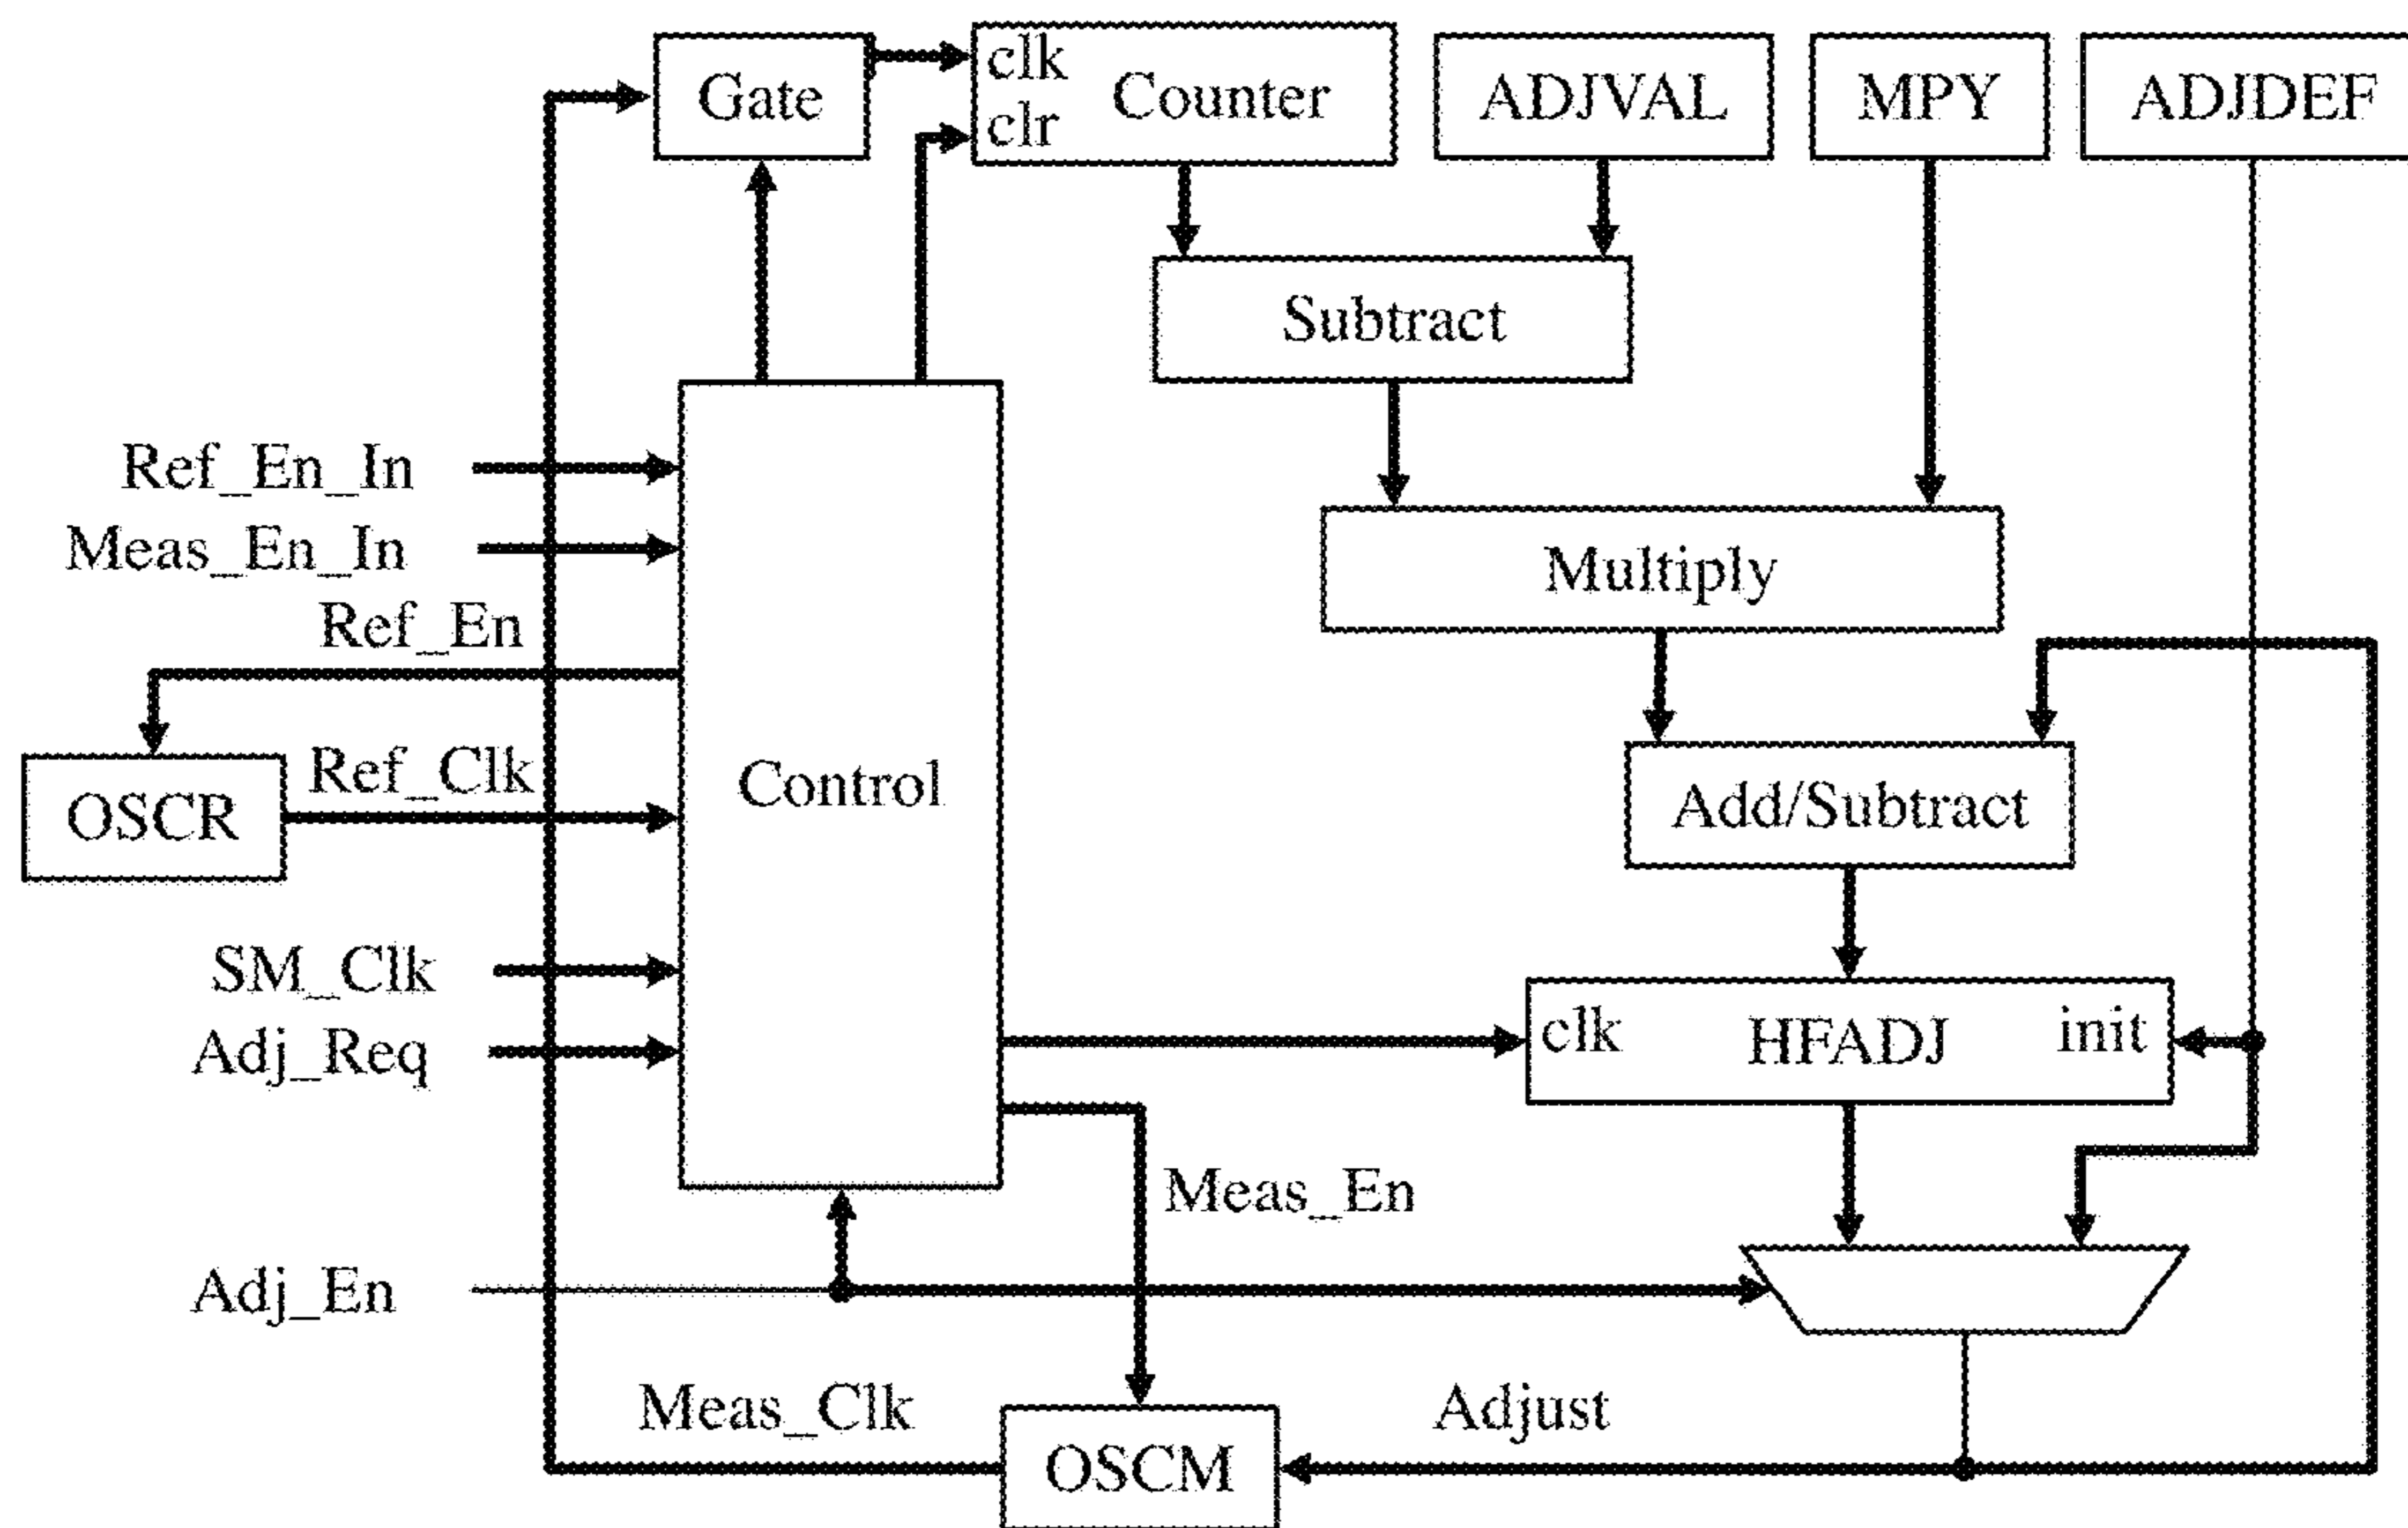 Gate
clk
Counter
clr
ADJVAL
MPY
ADJDEF
Subtract
Ref_En_In
Meas_En_In
Multiply
Ref_En
Ref_Clk
OSCR
Control
Add/Subtract
SM_Clk
Adj_Req
clk
HFADJ
init
Meas_En
Adj_En
Meas_Clk
Adjust
OSCM